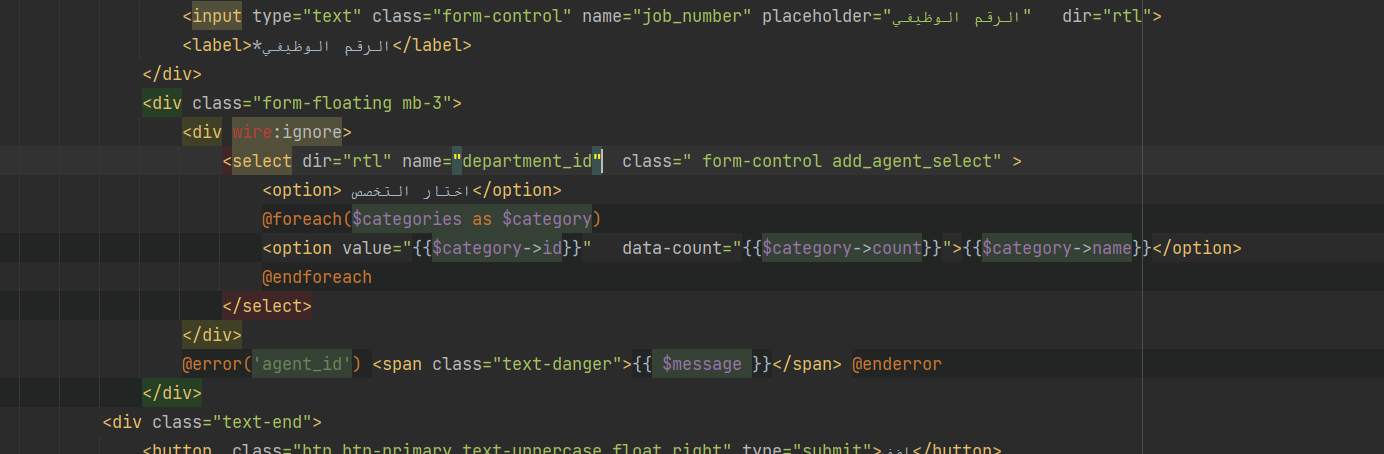 <input type="text" class="form-control" name="job_number" placeholder="الرقم الوظيفي"   dir="rtl">
<label>*الرقم الوظيفي</label>
</div>
<div class="form-floating mb-3">
<div wire:ignore>
<select dir="rtl" name="department_id"  class=" form-control add_agent_select" >
<option> اختار التخصص</option>
@foreach($categories as $category)
<option value="{{$category->id}}"   data-count="{{$category->count}}">{{$category->name}}</option>
@endforeach
</select>
</div>
@error('agent_id') <span class="text-danger">{{ $message }}</span> @enderror
</div>
<div class="text-end">
<button  class="btn btn-primary text-uppercase float right" type="submit"></button>